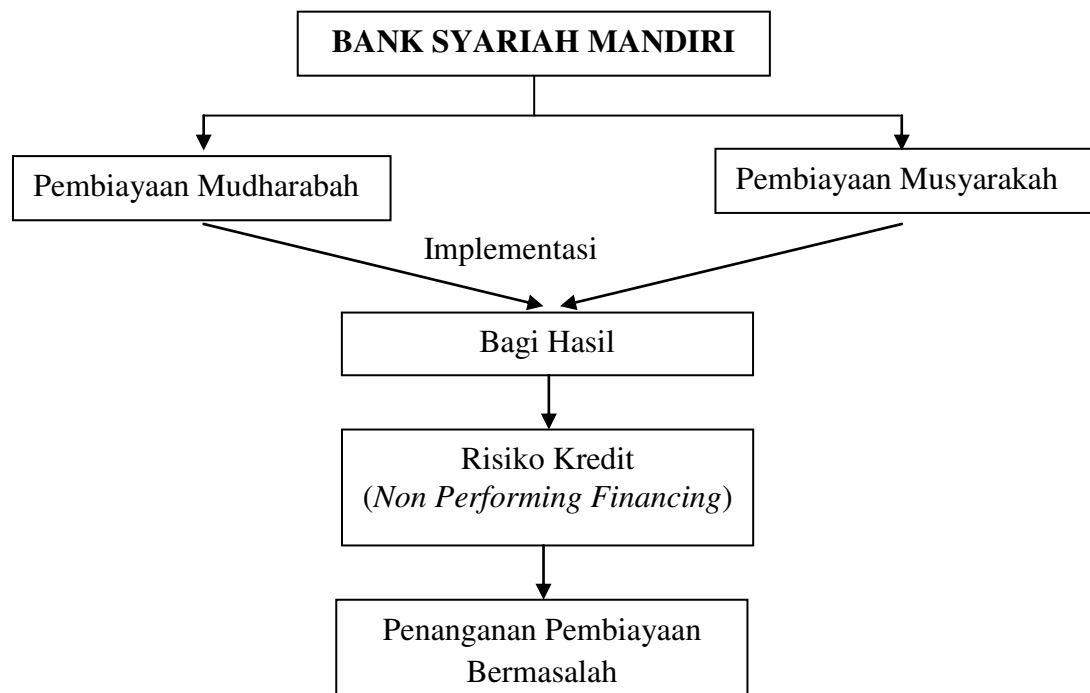 BANK SYARIAH MANDIRI
Pembiayaan Mudharabah
Pembiayaan Musyarakah
Implementasi
Bagi Hasil
Risiko Kredit
(Non Performing Financing)
Penanganan Pembiayaan
Bermasalah